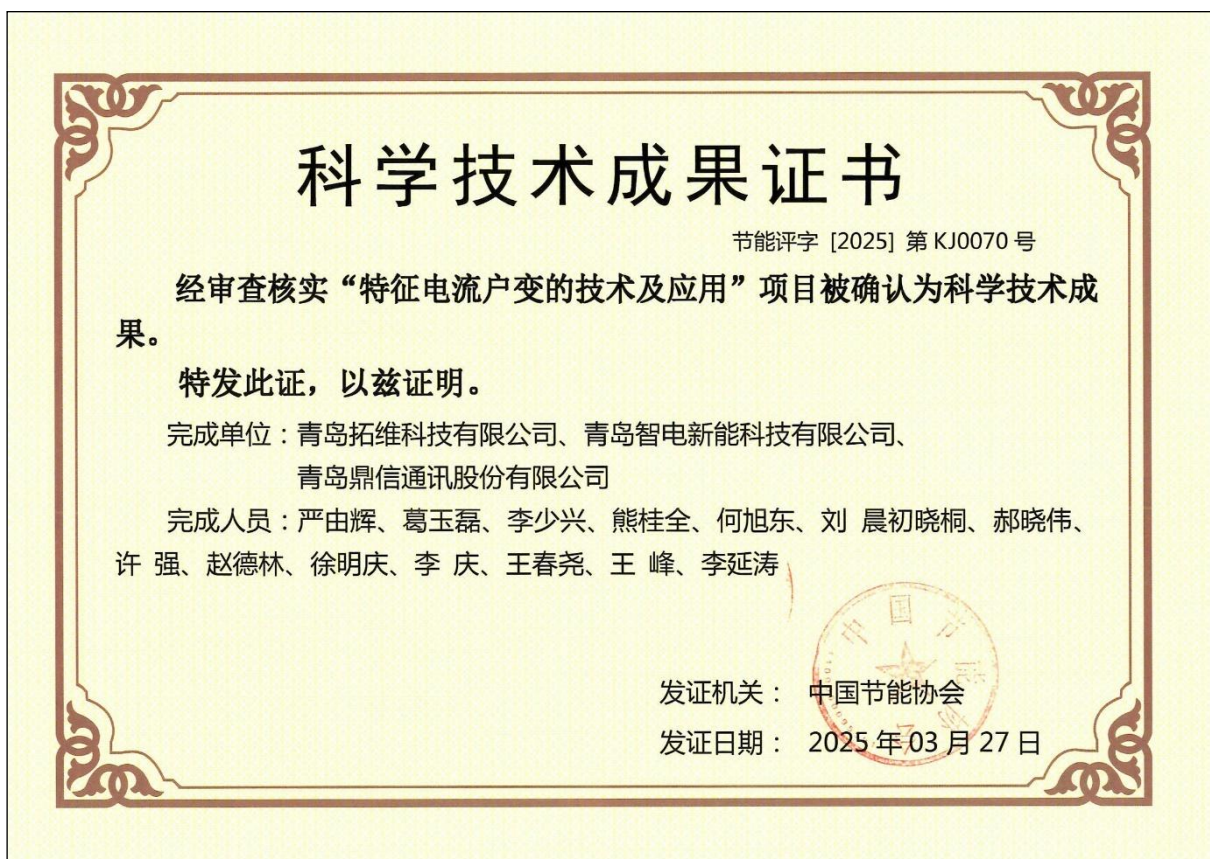 科学技术成果证书
节能评字 [2025] 第 KJ0070 号
经审查核实“特征电流户变的技术及应用”项目被确认为科学技术成
果。
特发此证，以兹证明。
完成单位：青岛拓维科技有限公司、青岛智电新能科技有限公司、
青岛鼎信通讯股份有限公司
完成人员：严由辉、葛玉磊、李少兴、熊桂全、何旭东、刘 晨初晓桐、郝晓伟、
许 强、赵德林、徐明庆、李 庆、王春尧、王 峰、李延涛
中国节能协会
发证机关： 中国节能协会
发证日期： 2025 年 03 月 27 日